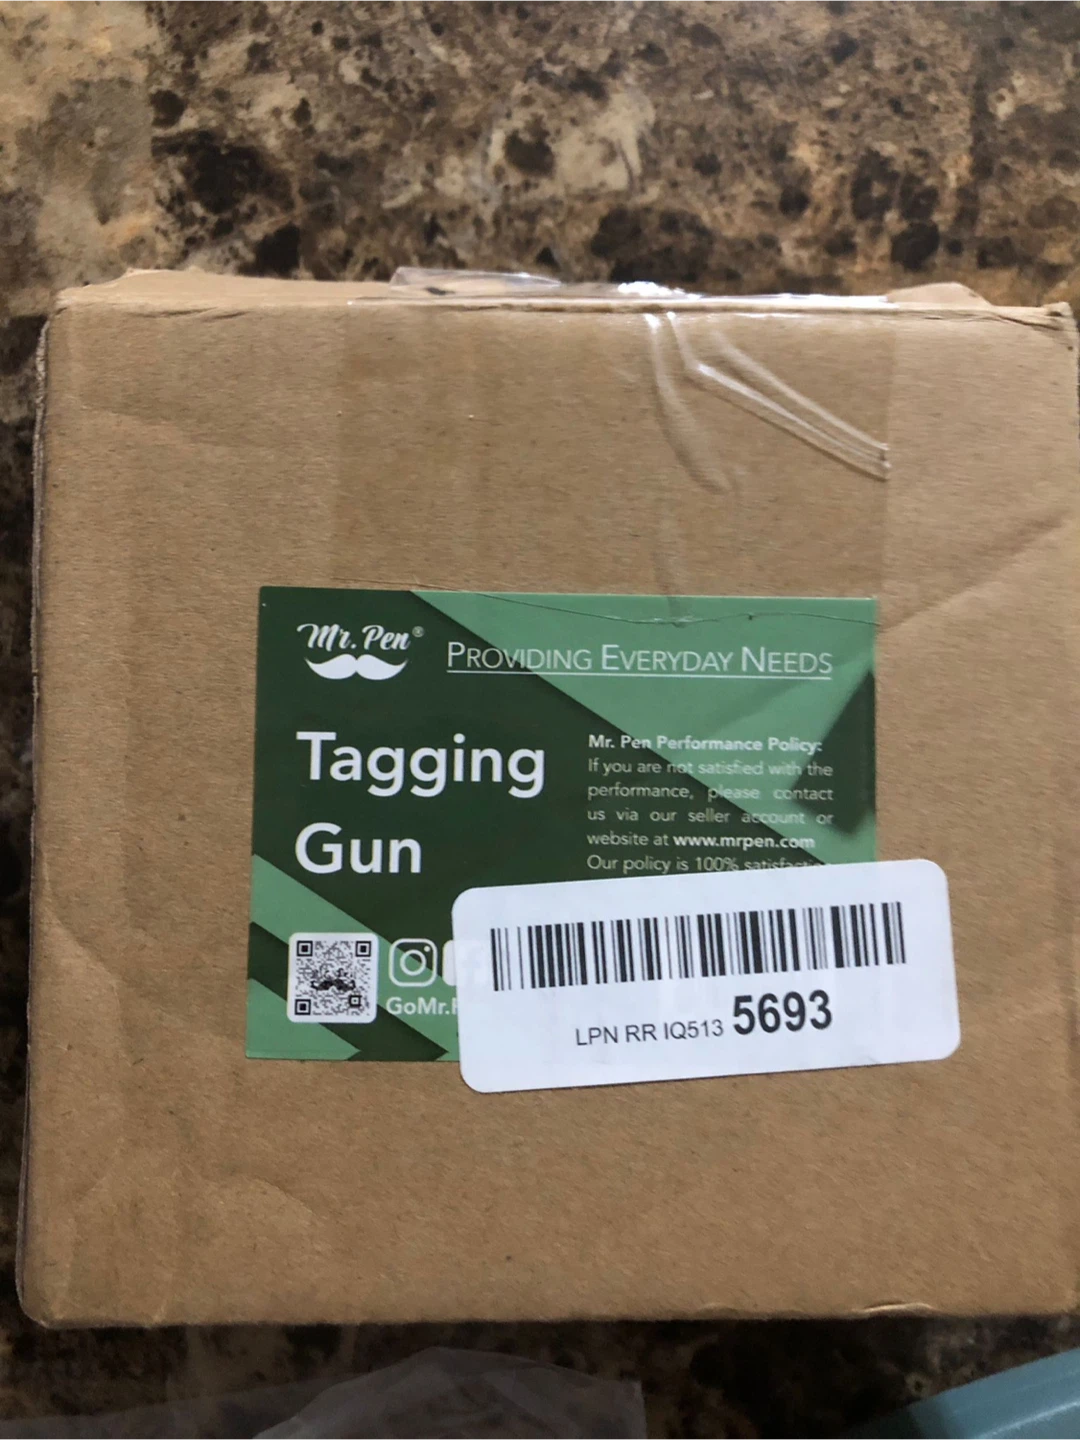 Mr. Pen®
PROVIDING EVERYDAY NEEDS
Tagging
Gun
Mr. Pen Performance Policy:
If you are not satisfied with the
performance, please contact
us via our seller account or
website at www.mrpen.com
Our policy is 100%
LPN RR IQ513 5693